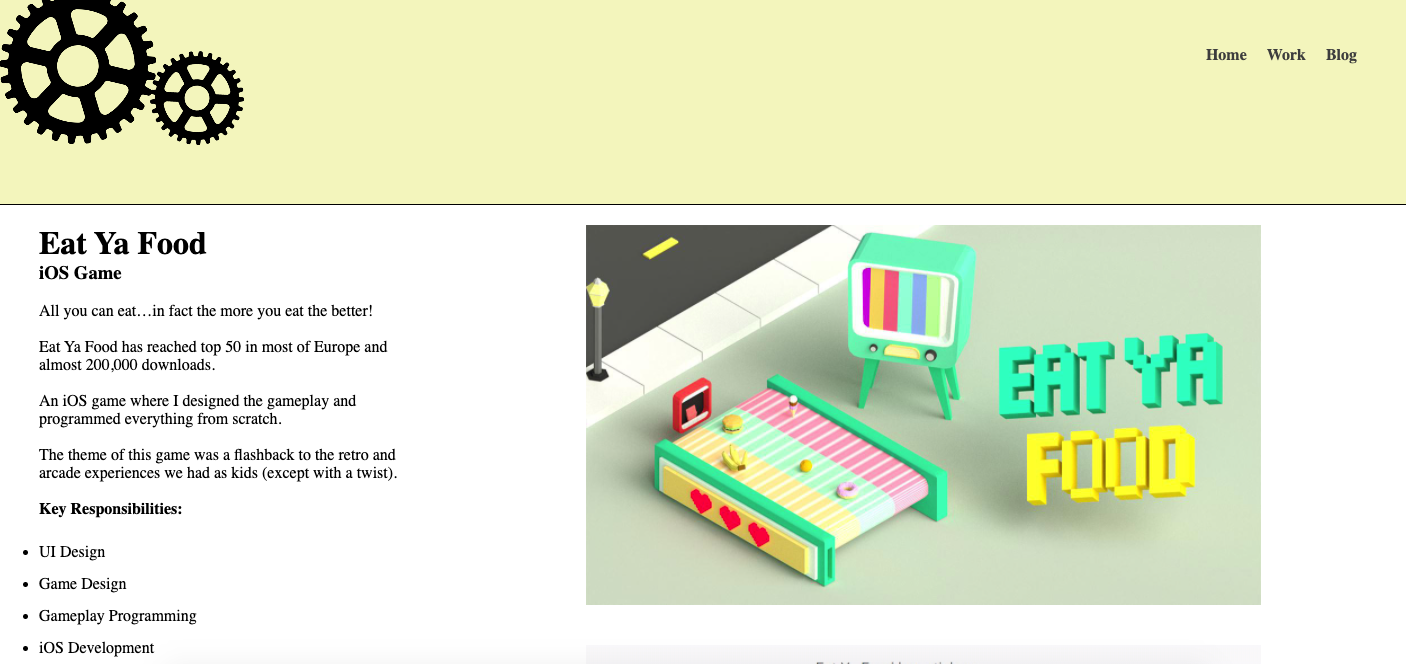 Home Work Blog
Eat Ya Food
iOS Game
All you can eat…in fact the more you eat the better!
Eat Ya Food has reached top 50 in most of Europe and
almost 200,000 downloads.
An iOS game where I designed the gameplay and
programmed everything from scratch.
The theme of this game was a flashback to the retro and
arcade experiences we had as kids (except with a twist).
Key Responsibilities:
UI Design
Game Design
Gameplay Programming
iOS Development
EAT YA
FOOD